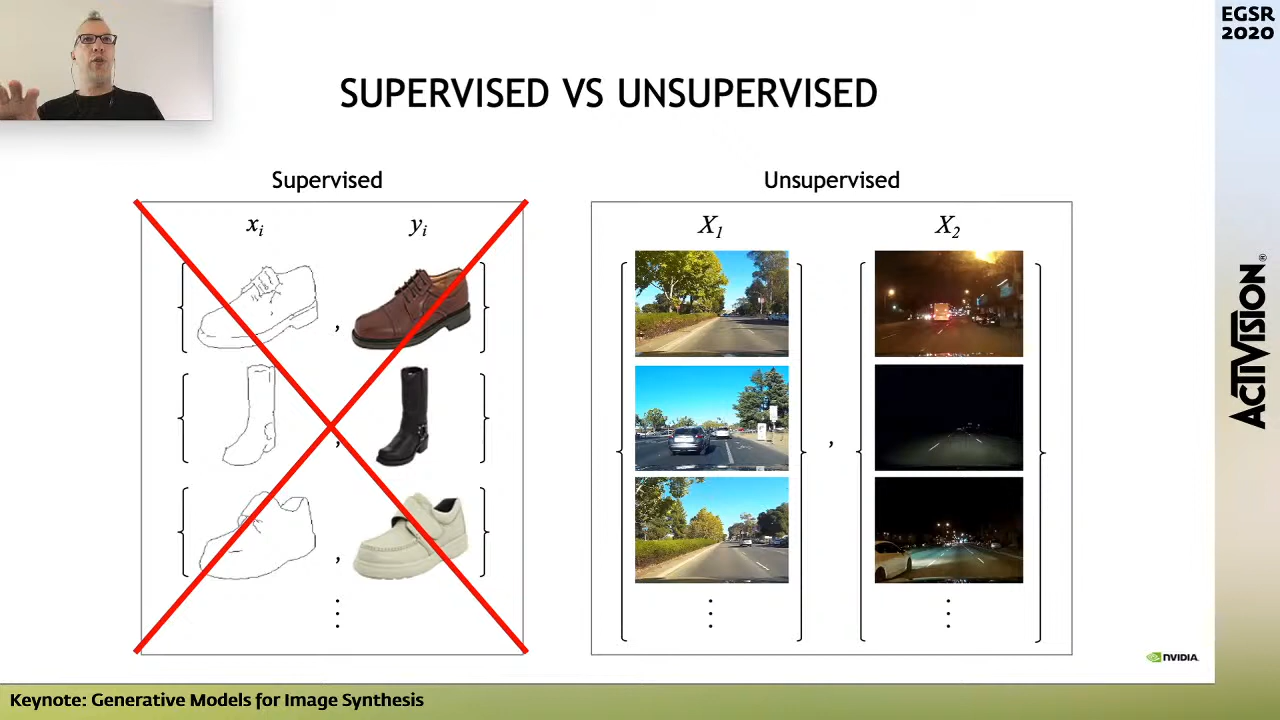 EGSR
2020
SUPERVISED VS UNSUPERVISED
Supervised
Unsupervised
xi
yi
X1
X2
,
,
,
,
ACTIVISION®
NVIDIA
Keynote: Generative Models for Image Synthesis